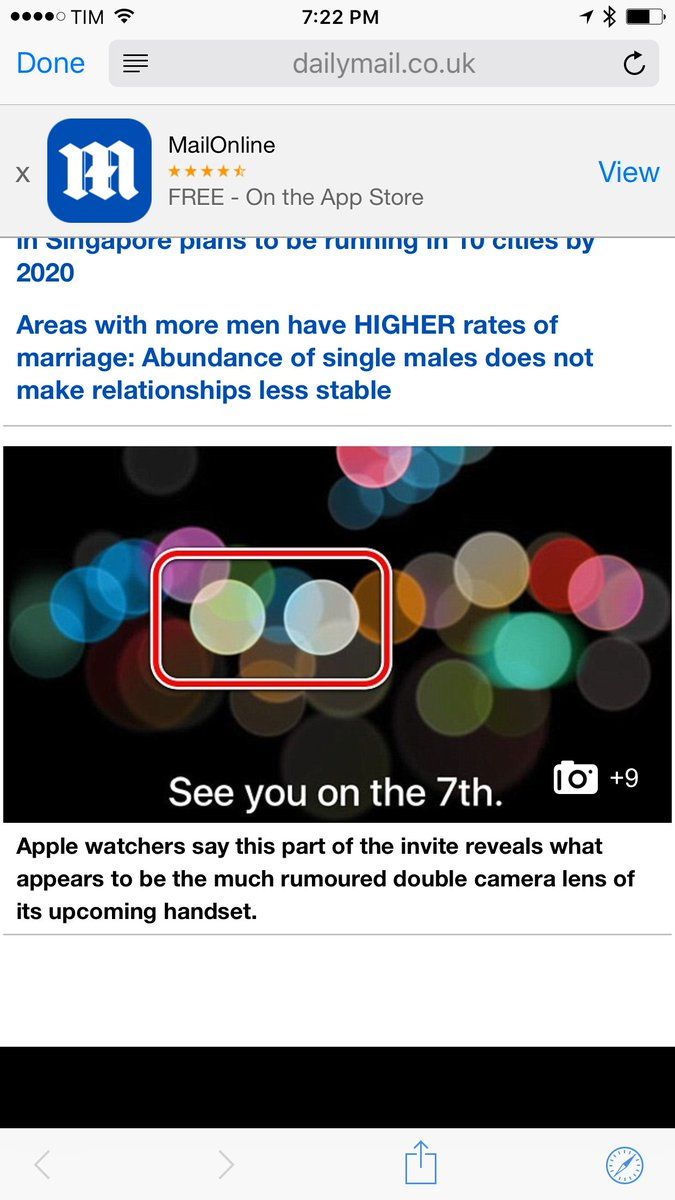 TIM 7:22 PM
Done dailymail.co.uk
MailOnline
x View
FREE - On the App Store
in Singapore plans to be running in 10 cities by
2020
Areas with more men have HIGHER rates of
marriage: Abundance of single males does not
make relationships less stable
See you on the 7th.
+9
Apple watchers say this part of the invite reveals what
appears to be the much rumoured double camera lens of
its upcoming handset.